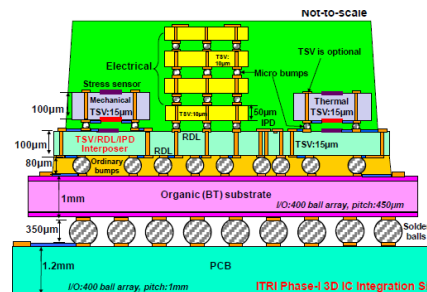 Not-to-scale
Electrical
TSV:
10µm
TSV is optional
Micro bumps
Stress sensor
Mechanical
TSV:15µm
100µm
TSV:10µm
50µm
IPD
Thermal
TSV:15µm
100µm
TSV/RDL/IPD
Interposer
RDL
RDL
TSV:15µm
80µm
Ordinary
bumps
1mm
Organic (BT) substrate
I/O:400 ball array, pitch:450µm
350µm
Solde
balls
1.2mm
PCB
I/O:400 ball array, pitch:1mm
ITRI Phase-I 3D IC Integration S